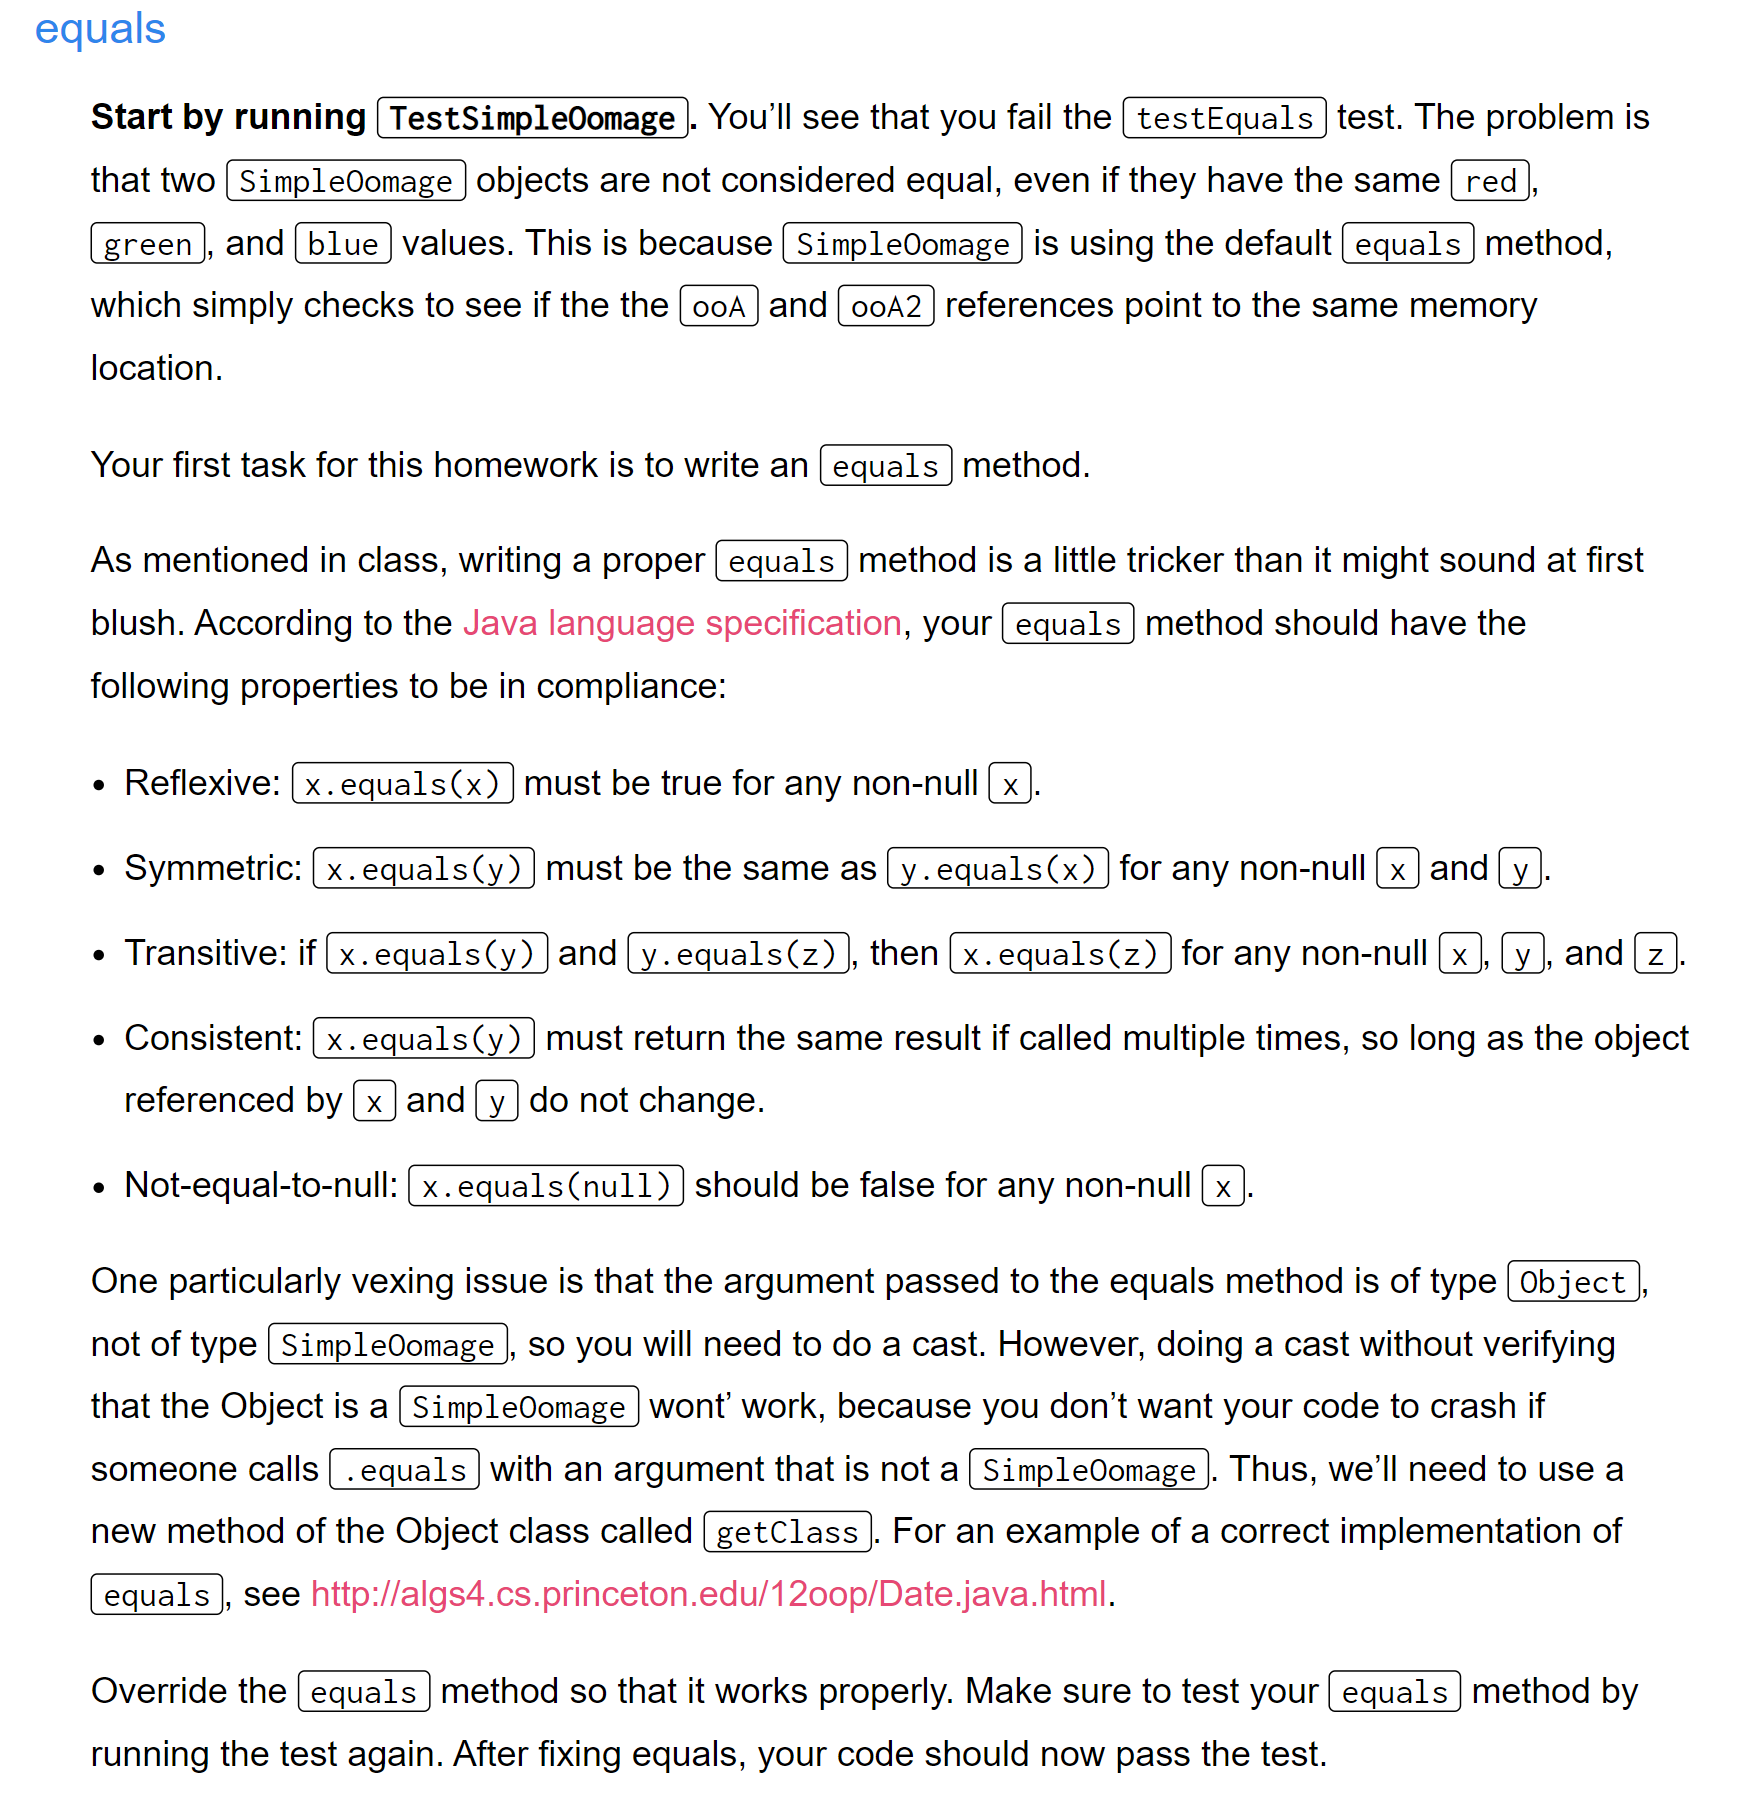 equals
Start by running TestSimpleOomage. You’ll see that you fail the testEquals test. The problem is
that two SimpleOomage objects are not considered equal, even if they have the same red,
green, and blue values. This is because SimpleOomage is using the default equals method,
which simply checks to see if the the ooA and ooA2 references point to the same memory
location.
Your first task for this homework is to write an equals method.
As mentioned in class, writing a proper equals method is a little tricker than it might sound at first
blush. According to the Java language specification, your equals method should have the
following properties to be in compliance:
• Reflexive: x.equals(x) must be true for any non-null x.
• Symmetric: x.equals(y) must be the same as y.equals(x) for any non-null x and y.
• Transitive: if x.equals(y) and y.equals(z), then x.equals(z) for any non-null x, y, and z.
• Consistent: x.equals(y) must return the same result if called multiple times, so long as the object
referenced by x and y do not change.
• Not-equal-to-null: x.equals(null) should be false for any non-null x.
One particularly vexing issue is that the argument passed to the equals method is of type Object,
not of type SimpleOomage, so you will need to do a cast. However, doing a cast without verifying
that the Object is a SimpleOomage wont’ work, because you don’t want your code to crash if
someone calls .equals with an argument that is not a SimpleOomage. Thus, we’ll need to use a
new method of the Object class called getClass. For an example of a correct implementation of
equals, see http://algs4.cs.princeton.edu/12oop/Date.java.html.
Override the equals method so that it works properly. Make sure to test your equals method by
running the test again. After fixing equals, your code should now pass the test.